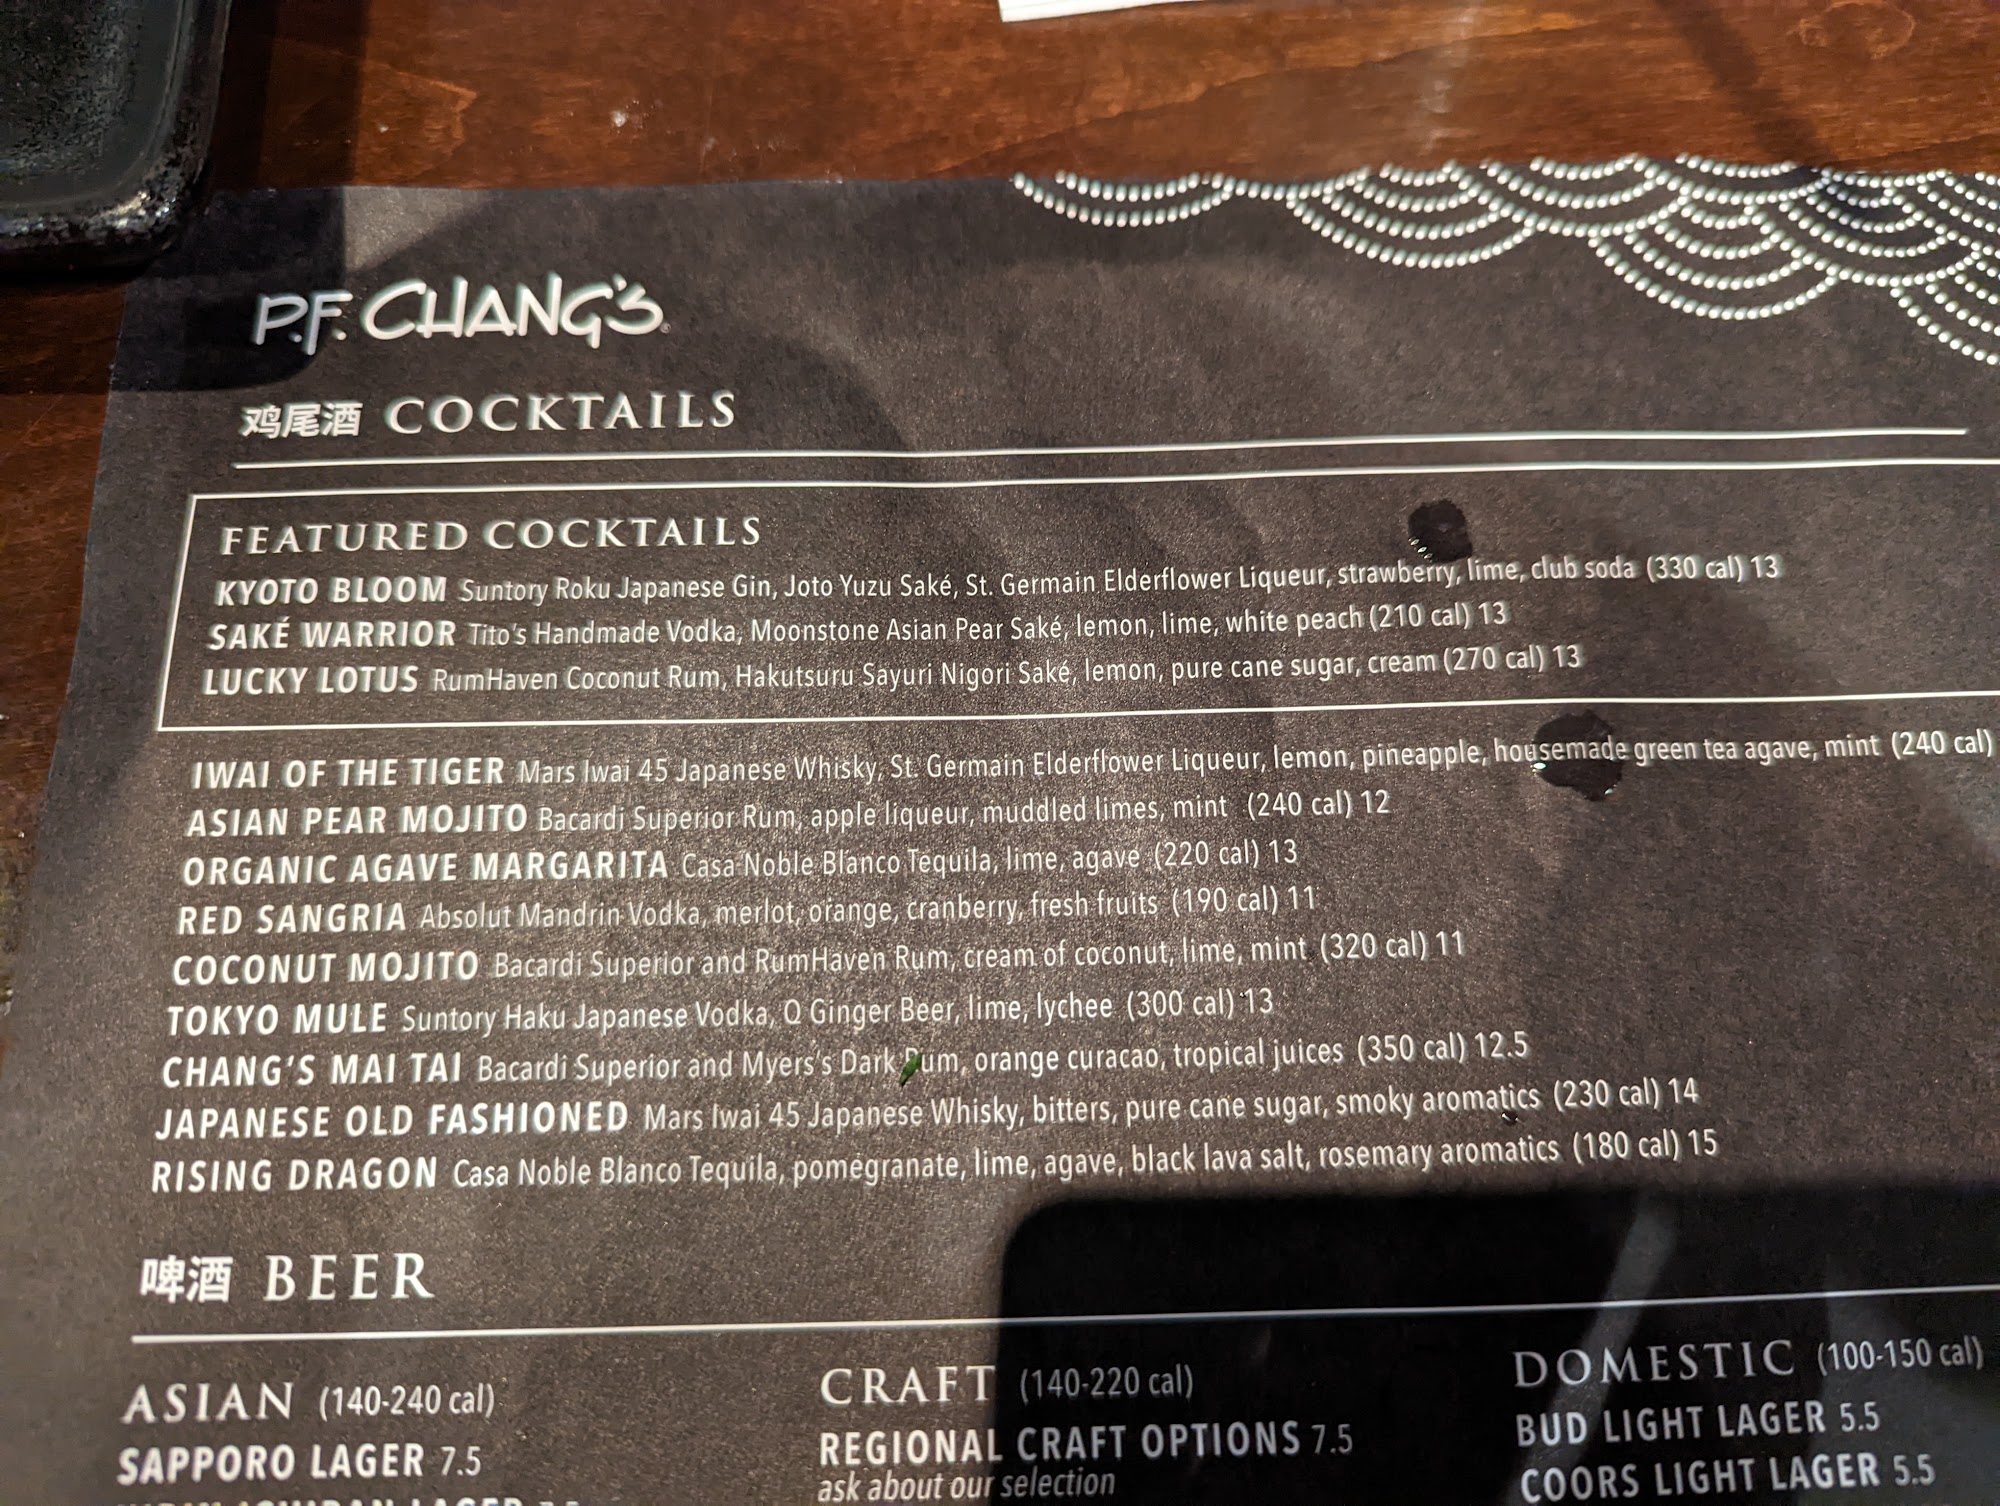 P.F. CHANG'S
鸡尾酒 COCKTAILS
FEATURED COCKTAILS
KYOTO BLOOM Suntory Roku Japanese Gin, Joto Yuzu Saké, St. Germain Elderflower Liqueur, strawberry, lime, club soda (330 cal) 13
SAKÉ WARRIOR Tito's Handmade Vodka, Moonstone Asian Pear Saké, lemon, lime, white peach (210 cal) 13
LUCKY LOTUS RumHaven Coconut Rum, Hakutsuru Sayuri Nigori Saké, lemon, pure cane sugar, cream (270 cal) 13
IWAI OF THE TIGER Mars Iwai 45 Japanese Whisky, St. Germain Elderflower Liqueur, lemon, pineapple, housemade green tea agave, mint (240 cal)
ASIAN PEAR MOJITO Bacardi Superior Rum, apple liqueur, muddled limes, mint (240 cal) 12
ORGANIC AGAVE MARGARITA Casa Noble Blanco Tequila, lime, agave (220 cal) 13
RED SANGRIA Absolut Mandrin Vodka, merlot, orange, cranberry, fresh fruits (190 cal) 11
COCONUT MOJITO Bacardi Superior and RumHaven Rum, cream of coconut, lime, mint (320 cal) 11
TOKYO MULE Suntory Haku Japanese Vodka, Q Ginger Beer, lime, lychee (300 cal) 13
CHANG'S MAI TAI Bacardi Superior and Myers's Dark Rum, orange curacao, tropical juices (350 cal) 12.5
JAPANESE OLD FASHIONED Mars Iwai 45 Japanese Whisky, bitters, pure cane sugar, smoky aromatics (230 cal) 14
RISING DRAGON Casa Noble Blanco Tequila, pomegranate, lime, agave, black lava salt, rosemary aromatics (180 cal) 15
啤酒 BEER
ASIAN (140-240 cal)
SAPPORO LAGER 7.5
CRAFT (140-220 cal)
REGIONAL CRAFT OPTIONS 7.5
ask about our selection
DOMESTIC (100-150 cal)
BUD LIGHT LAGER 5.5
COORS LIGHT LAGER 5.5